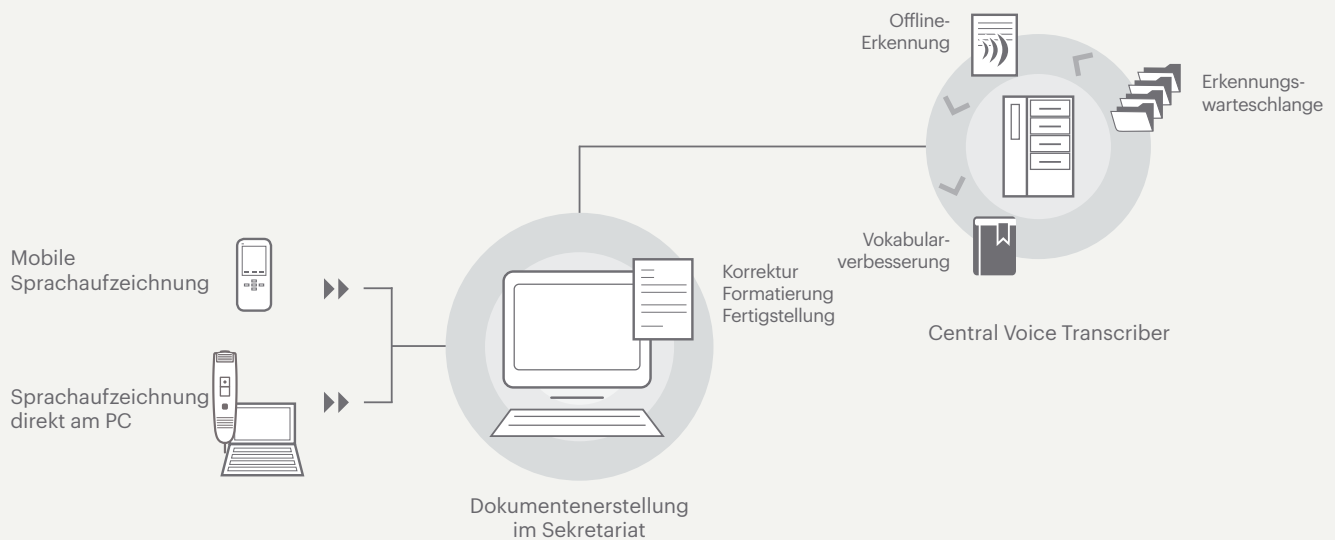 Offline-
Erkennung
Erkennungs-
warteschlange
Mobile
Sprachaufzeichnung
Vokabular-
verbesserung
Korrektur
Formatierung
Fertigstellung
Central Voice Transcriber
Sprachaufzeichnung
direkt am PC
Dokumentenerstellung
im Sekretariat